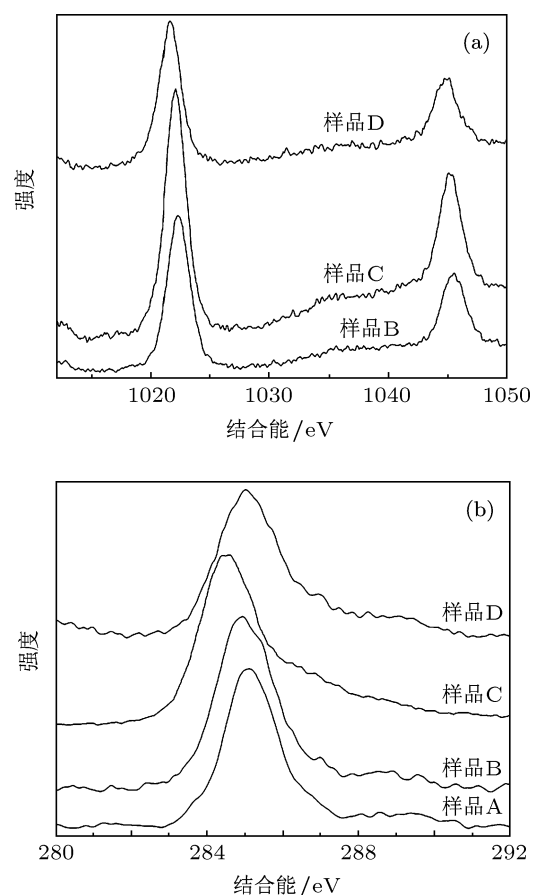 (a)
样品D
样品C
样品B
强度
1020 1030 1040 1050
结合能/eV
(b)
样品D
样品C
样品B
样品A
强度
280 284 288 292
结合能/eV